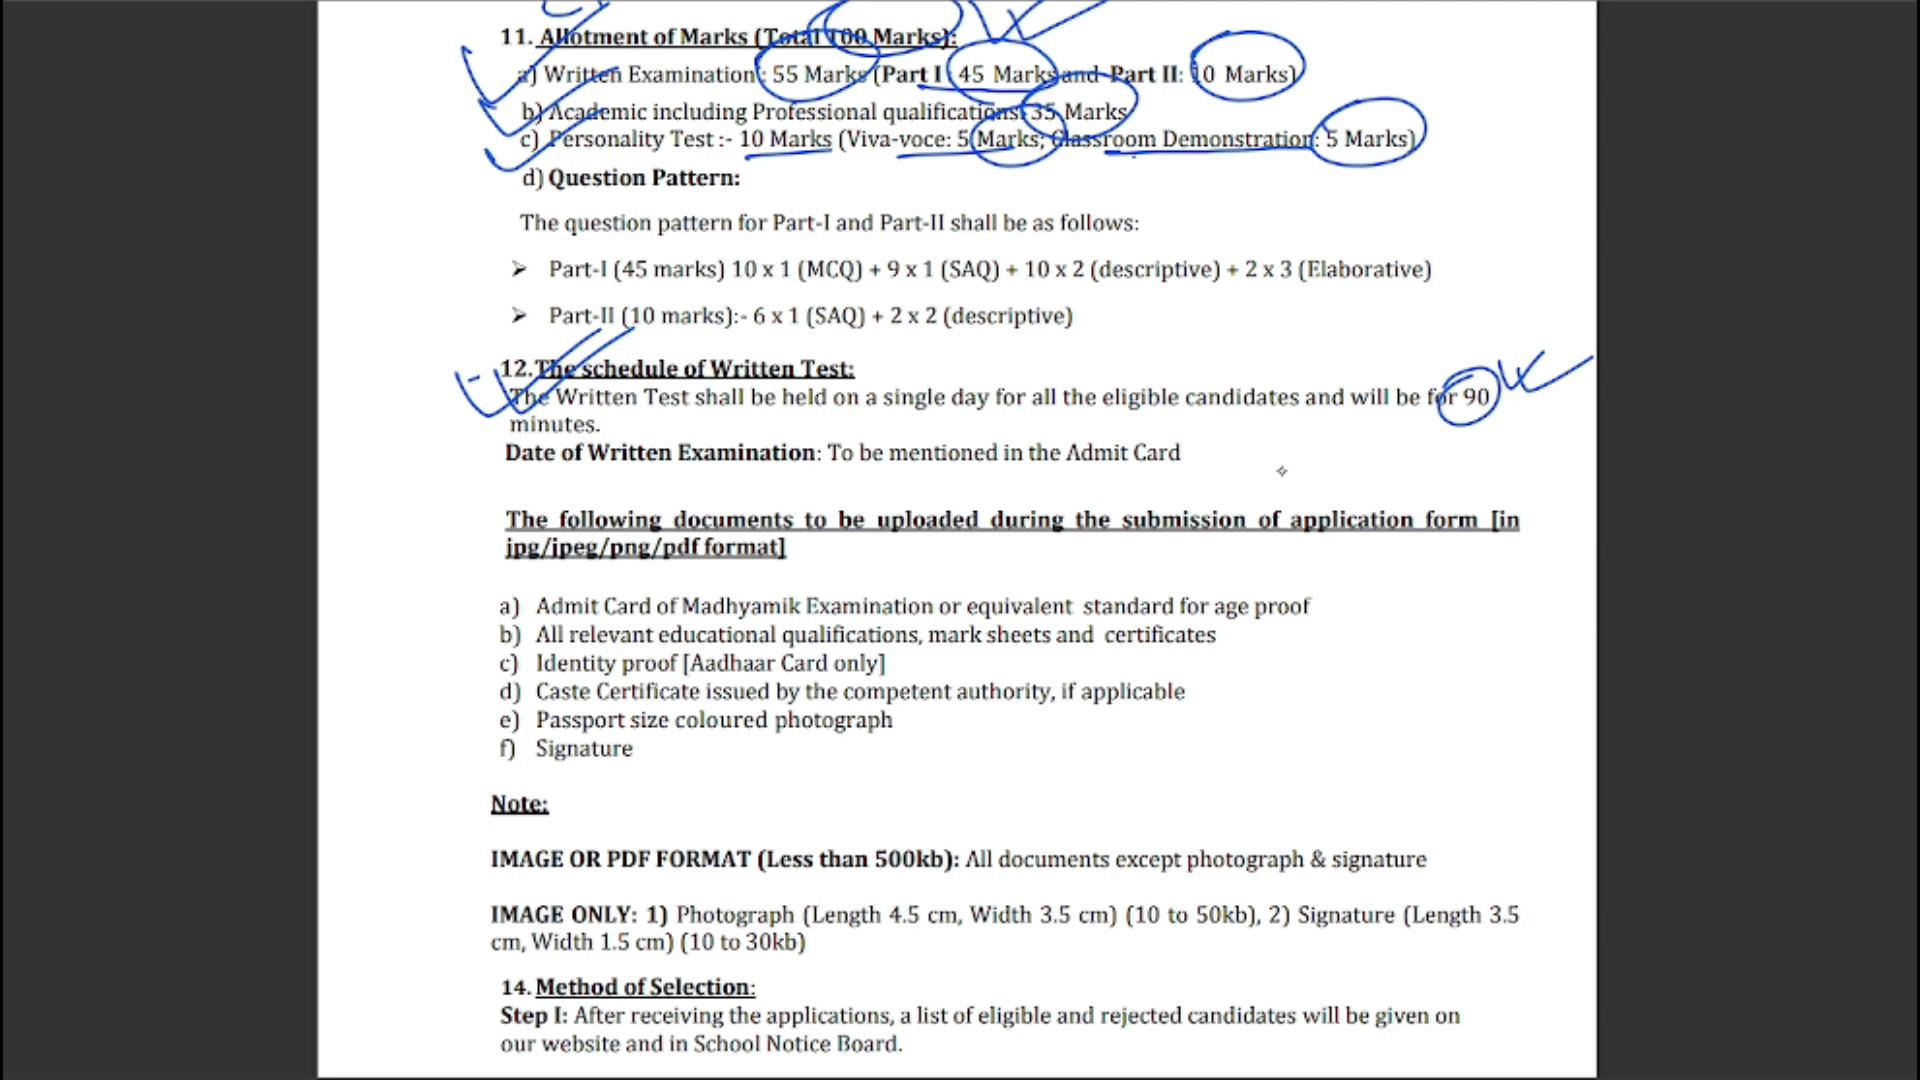 11. Allotment of Marks (Total 100 Marks):
a) Written Examination : 55 Marks (Part I : 45 Marks and Part II: 10 Marks)
b) Academic including Professional qualifications: 35 Marks
c) Personality Test :- 10 Marks (Viva-voce: 5 Marks; Classroom Demonstration: 5 Marks)
d) Question Pattern:
The question pattern for Part-I and Part-II shall be as follows:
➢ Part-I (45 marks) 10 x 1 (MCQ) + 9 x 1 (SAQ) + 10 x 2 (descriptive) + 2 x 3 (Elaborative)
➢ Part-II (10 marks):- 6 x 1 (SAQ) + 2 x 2 (descriptive)
12. The schedule of Written Test:
The Written Test shall be held on a single day for all the eligible candidates and will be for 90
minutes.
Date of Written Examination: To be mentioned in the Admit Card
The following documents to be uploaded during the submission of application form [in
jpg/jpeg/png/pdf format]
a) Admit Card of Madhyamik Examination or equivalent standard for age proof
b) All relevant educational qualifications, mark sheets and certificates
c) Identity proof [Aadhaar Card only]
d) Caste Certificate issued by the competent authority, if applicable
e) Passport size coloured photograph
f) Signature
Note:
IMAGE OR PDF FORMAT (Less than 500kb): All documents except photograph & signature
IMAGE ONLY: 1) Photograph (Length 4.5 cm, Width 3.5 cm) (10 to 50kb), 2) Signature (Length 3.5
cm, Width 1.5 cm) (10 to 30kb)
14. Method of Selection:
Step I: After receiving the applications, a list of eligible and rejected candidates will be given on
our website and in School Notice Board.